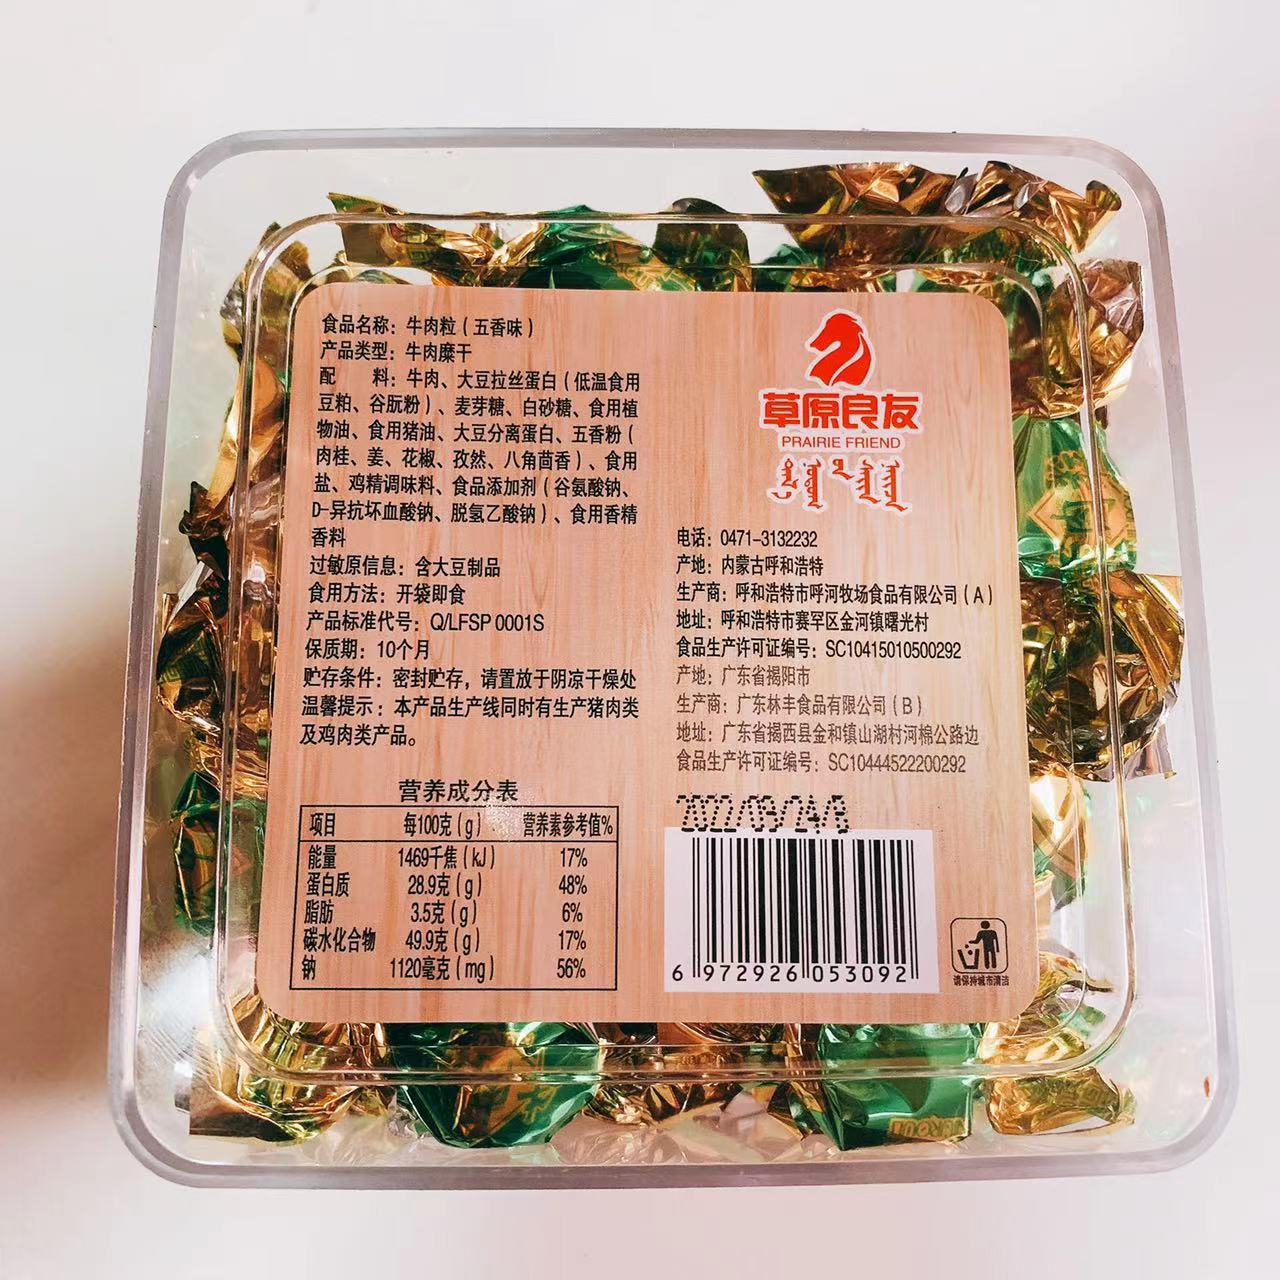 食品名称：牛肉粒（五香味）
产品类型：牛肉糜干
配　料：牛肉、大豆拉丝蛋白（低温食用
豆粕、谷朊粉）、麦芽糖、白砂糖、食用植
物油、食用猪油、大豆分离蛋白、五香粉（
肉桂、姜、花椒、孜然、八角茴香）、食用
盐、鸡精调味料、食品添加剂（谷氨酸钠、
D-异抗坏血酸钠、脱氢乙酸钠）、食用香精
香料
过敏原信息：含大豆制品
食用方法：开袋即食
产品标准代号：Q/LFSP 0001S
保质期：10个月
贮存条件：密封贮存，请置放于阴凉干燥处
温馨提示：本产品生产线同时有生产猪肉类
及鸡肉类产品。
营养成分表
项目 每100克(g) 营养素参考值%
能量 1469千焦(kJ) 17%
蛋白质 28.9克(g) 48%
脂肪 3.5克(g) 6%
碳水化合物 49.9克(g) 17%
钠 1120毫克(mg) 56%
草原良友
PRAIRIE FRIEND
电话：0471-3132232
产地：内蒙古呼和浩特
生产商：呼和浩特市呼河牧场食品有限公司（A）
地址：呼和浩特市赛罕区金河镇曙光村
食品生产许可证编号：SC10415010500292
产地：广东省揭阳市
生产商：广东林丰食品有限公司（B）
地址：广东省揭西县金和镇山湖村河棉公路边
食品生产许可证编号：SC10444522200292
2022/09/24/B
6 972926 053092
请保持城市清洁